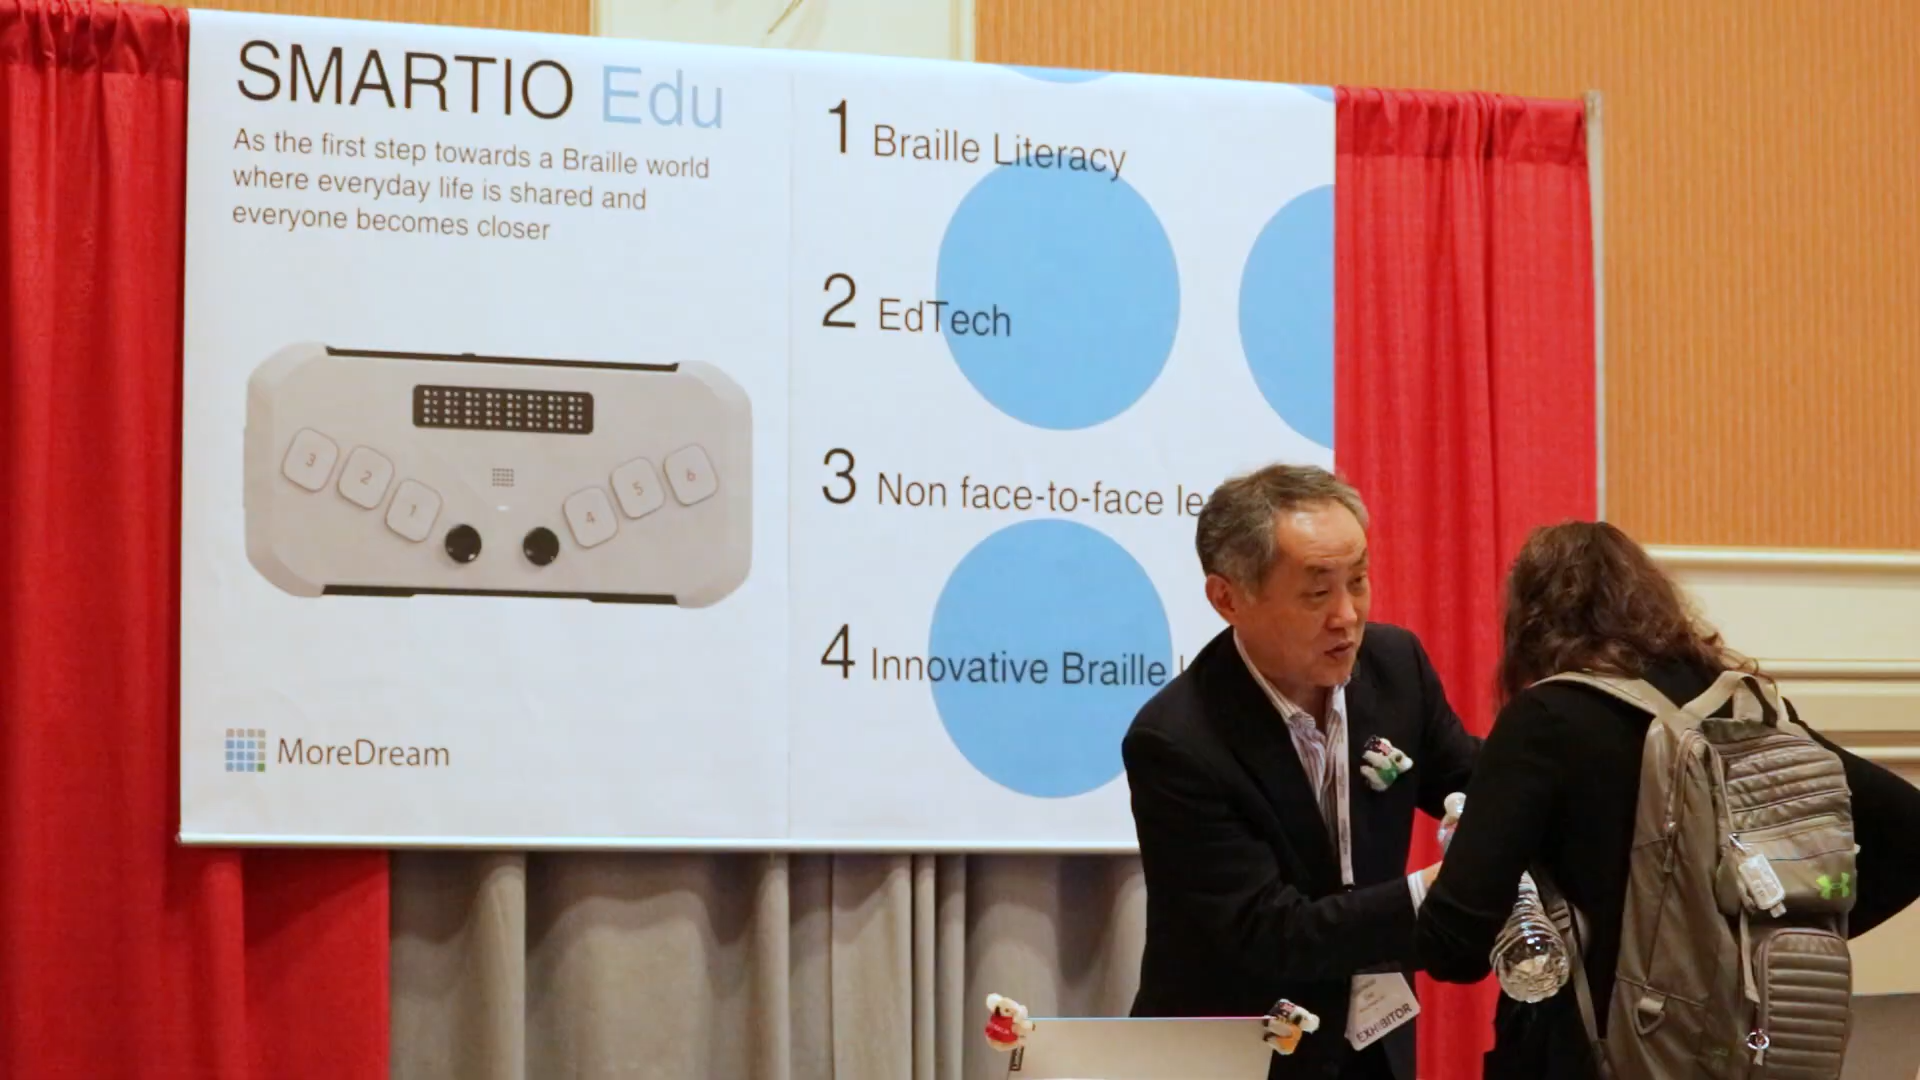 SMARTIO Edu
As the first step towards a Braille world
where everyday life is shared and
everyone becomes closer
3
2
1
4
5
6
MoreDream
1 Braille Literacy
2 EdTech
3 Non face-to-face le
4 Innovative Braille
EXHIBITOR